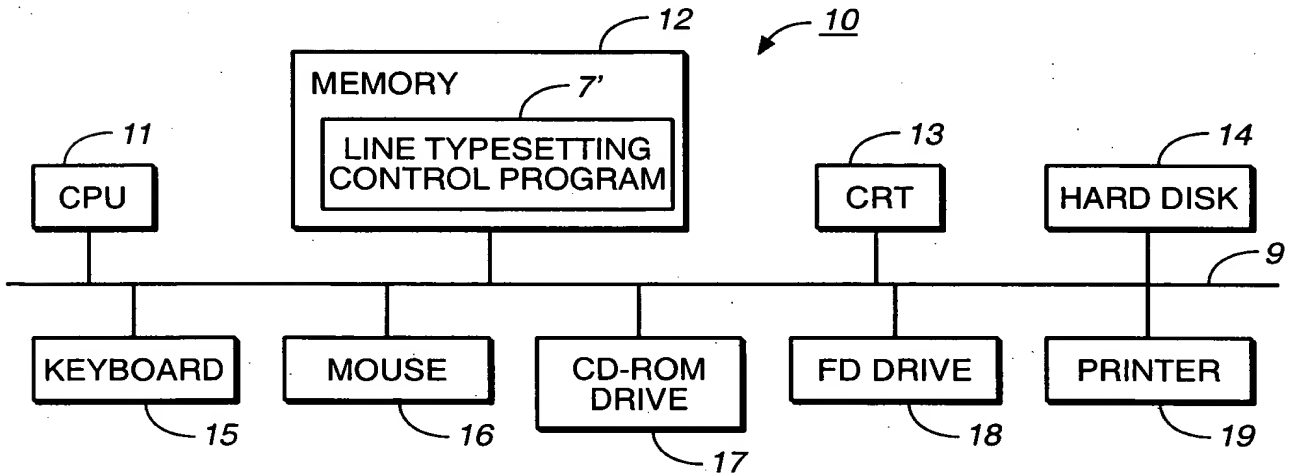 10
12
MEMORY
7'
LINE TYPESETTING
CONTROL PROGRAM
11
CPU
13
CRT
14
HARD DISK
9
KEYBOARD
15
MOUSE
16
CD-ROM
DRIVE
17
FD DRIVE
18
PRINTER
19